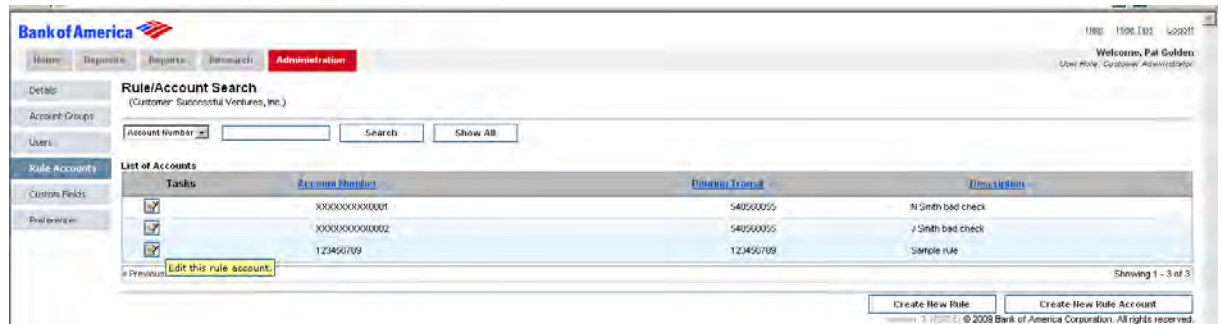 Bank of America
Help Hide Tips Logoff
Welcome, Pat Golden
User Role: Customer Administrator
Home Deposits Reports Research Administration
Details
Account Groups
Users
Rule Accounts
Custom Fields
Preferences
Rule/Account Search
(Customer: Successful Ventures, Inc.)
Account Number Search Show All
List of Accounts
Tasks Account Number Routing Transit Description
XXXXXXXXXX0001 540560055 N Smith bad check
XXXXXXXXXX0002 540560055 J Smith bad check
123456789 123456789 Sample rule
Edit this rule account.
« Previous Showing 1 - 3 of 3
Create New Rule Create New Rule Account
© 2009 Bank of America Corporation. All rights reserved.